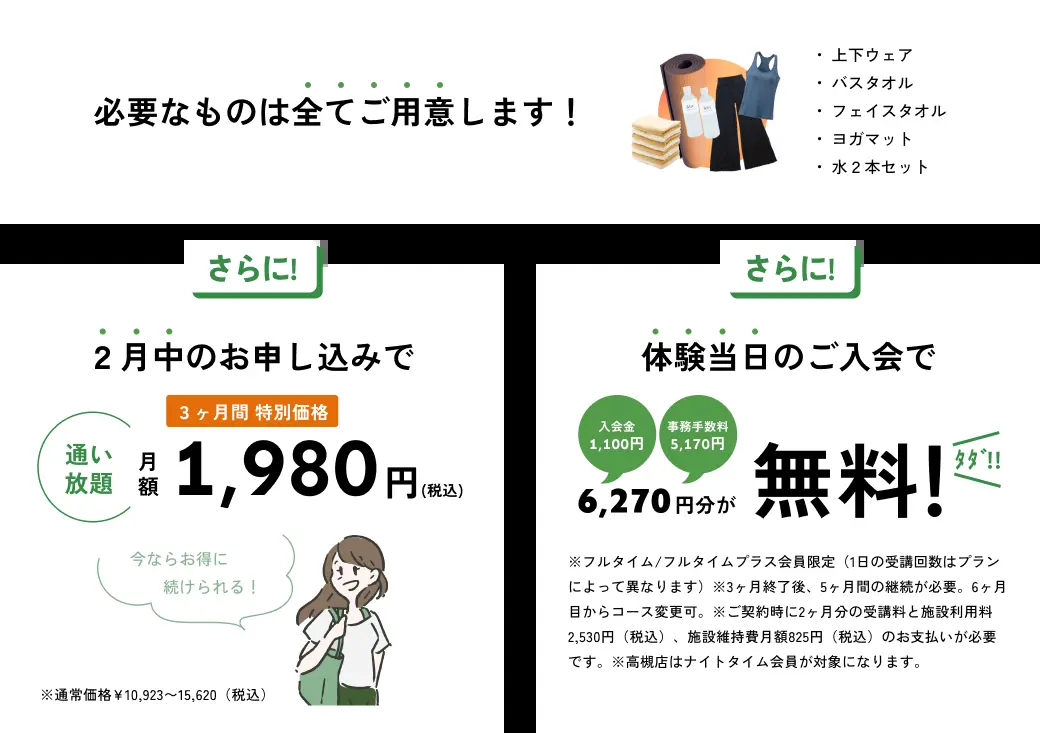 必要なものは全てご用意します！
・ 上下ウェア
・ バスタオル
・ フェイスタオル
・ ヨガマット
・ 水２本セット
さらに!
２月中のお申し込みで
３ヶ月間 特別価格
通い
放題
月額 1,980円(税込)
今ならお得に
続けられる！
※通常価格¥10,923〜15,620（税込）
さらに!
体験当日のご入会で
入会金
1,100円
事務手数料
5,170円
6,270円分が
無料!
ﾀﾀﾞ!!
※フルタイム/フルタイムプラス会員限定（1日の受講回数はプラン
によって異なります）※3ヶ月終了後、5ヶ月間の継続が必要。6ヶ月
目からコース変更可。※ご契約時に2ヶ月分の受講料と施設利用料
2,530円（税込）、施設維持費月額825円（税込）のお支払いが必要
です。※高槻店はナイトタイム会員が対象になります。